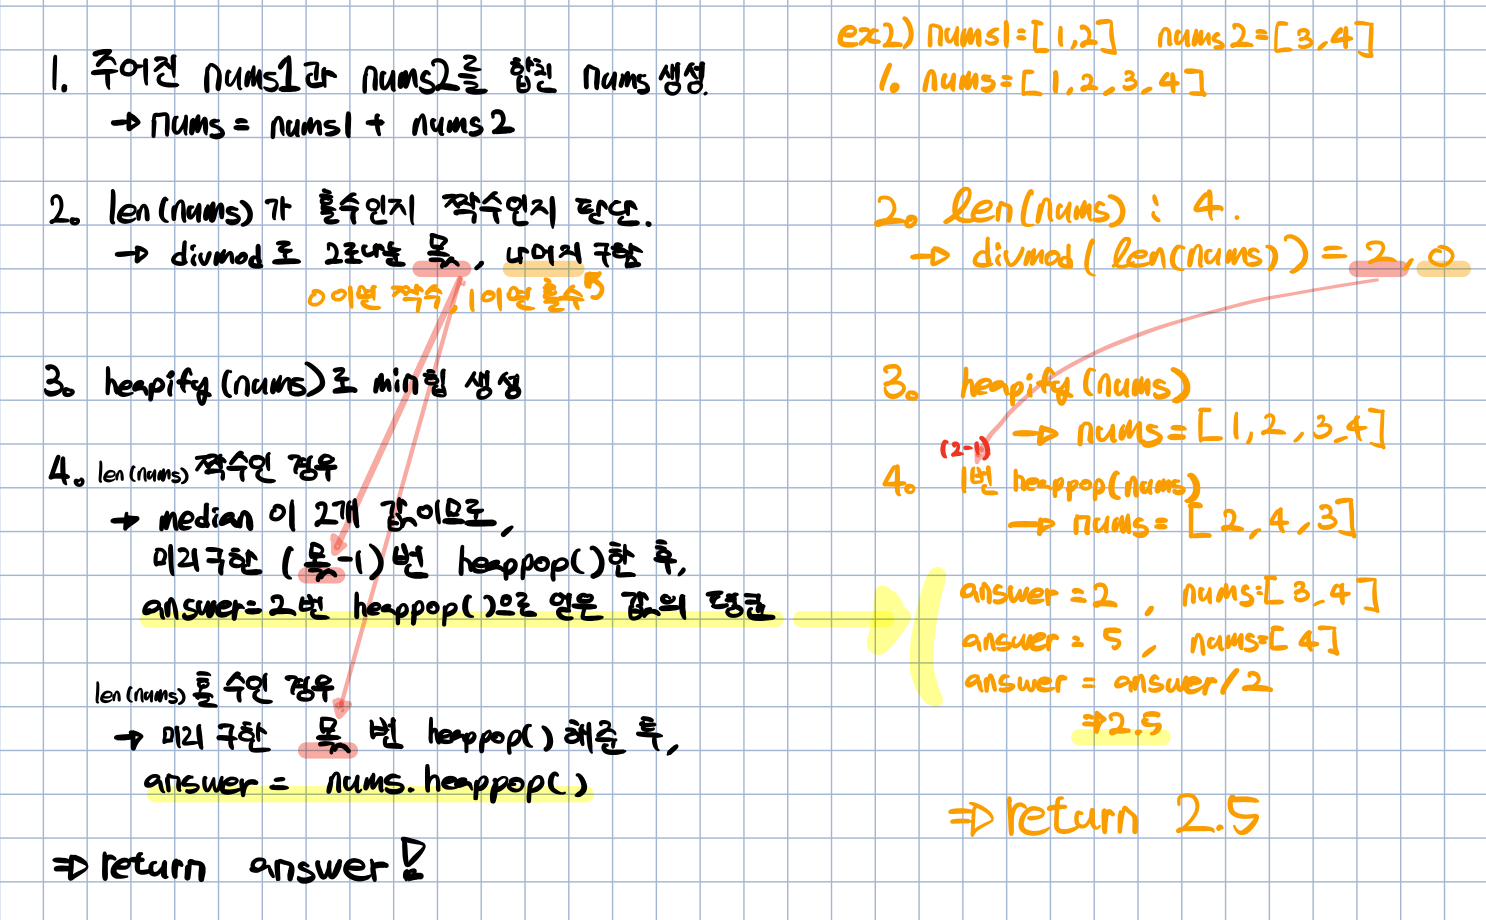 1. 주어진 nums1과 nums2를 합친 nums 생성.
→ nums = nums1 + nums2
2. len(nums)가 홀수인지 짝수인지 판단.
→ divmod로 2로나눈 몫, 나머지 구함
0이면 짝수, 1이면 홀수
3. heapify(nums)로 min힙 생성
4. len(nums) 짝수인 경우
→ median 이 2개 값이므로,
미리구한 (몫-1)번 heappop()한 후,
answer=2번 heappop()으로 얻은 값의 평균
len(nums) 홀수인 경우
→ 미리 구한 몫 번 heappop() 해준 후,
answer = nums.heappop()
⇒ return answer!
ex2) nums1=[1,2] nums2=[3,4]
1. nums=[1,2,3,4]
2. len(nums) : 4.
→ divmod(len(nums)) = 2, 0
3. heapify(nums)
→ nums=[1,2,3,4]
(2-1)
4. 1번 heappop(nums)
→ nums=[2,4,3]
answer = 2, nums=[3,4]
answer = 5, nums=[4]
answer = answer/2
⇒2.5
⇒ return 2.5